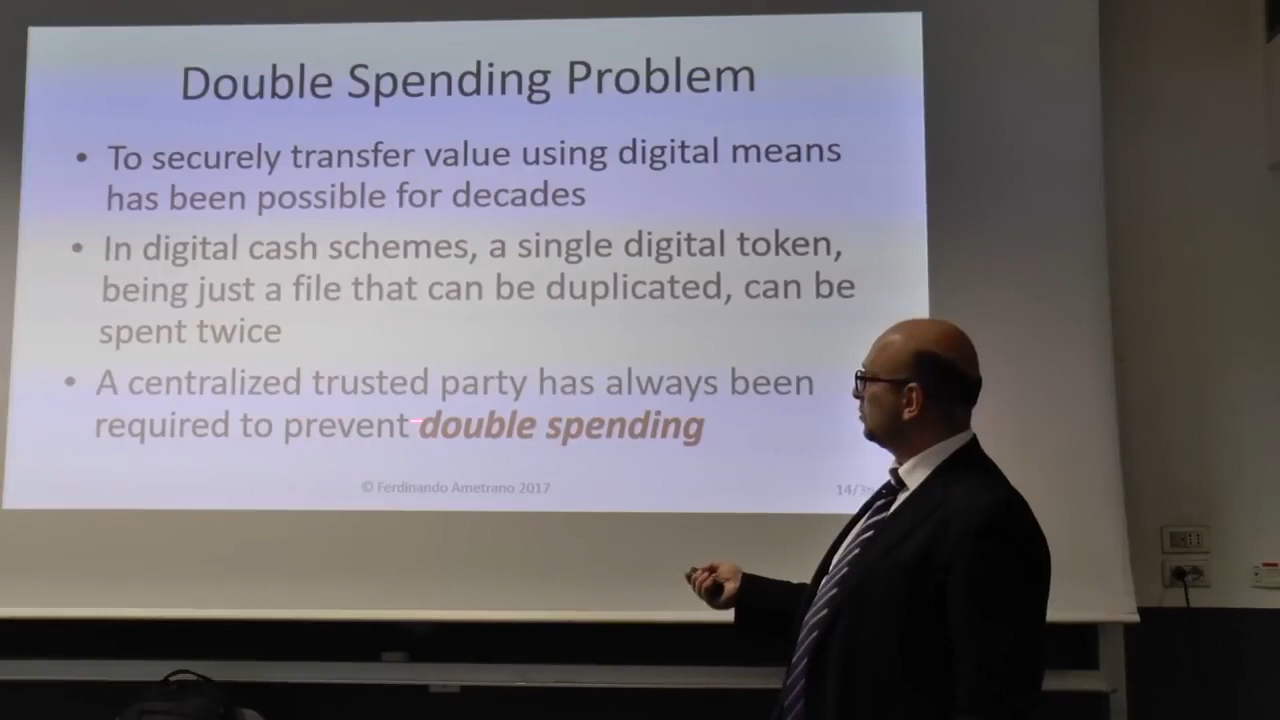 Double Spending Problem
• To securely transfer value using digital means
has been possible for decades
• In digital cash schemes, a single digital token,
being just a file that can be duplicated, can be
spent twice
• A centralized trusted party has always been
required to prevent double spending
© Ferdinando Ametrano 2017
14/